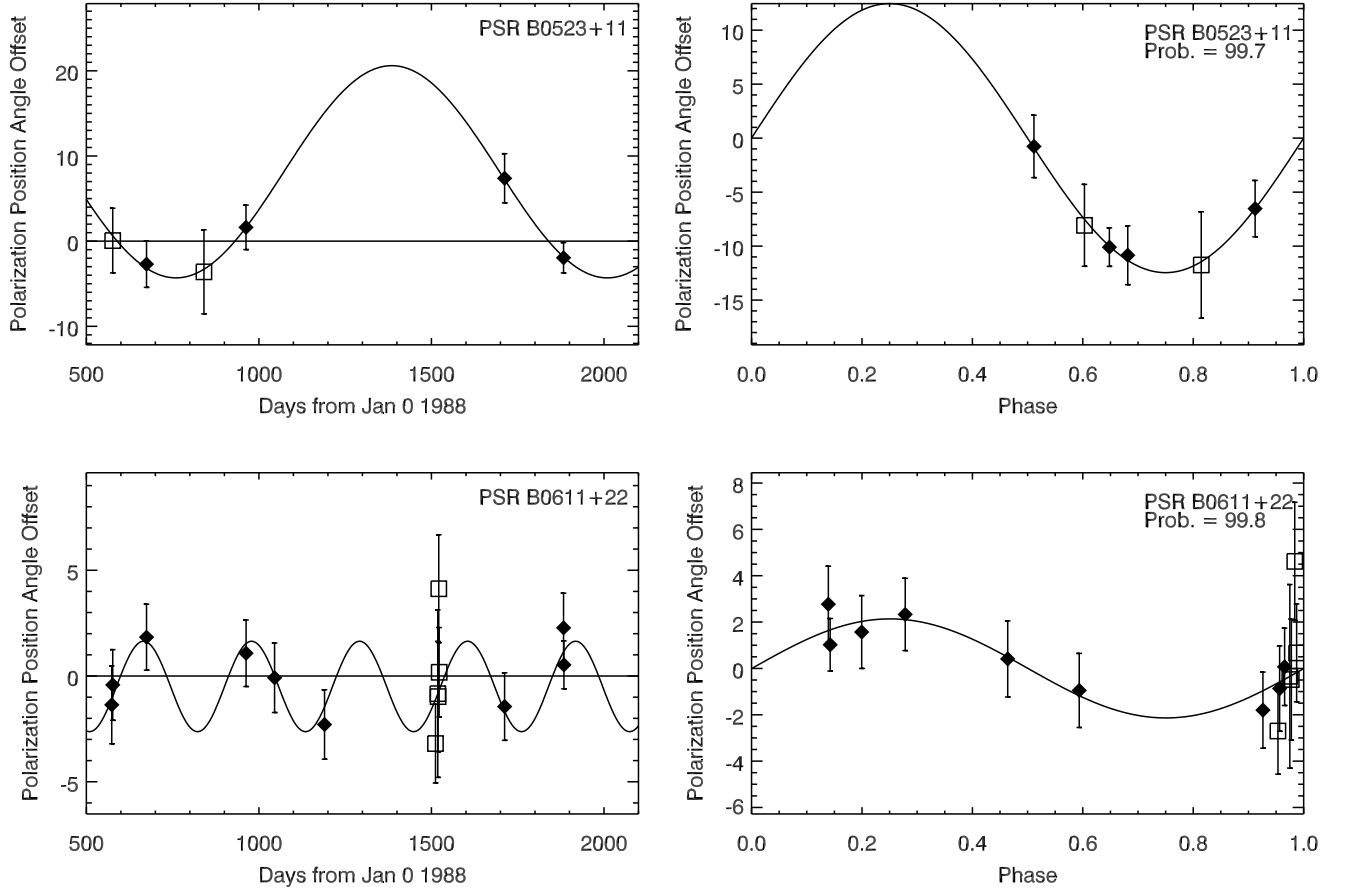 PSR B0523+11
Polarization Position Angle Offset
20
10
0
-10
500 1000 1500 2000
Days from Jan 0 1988
PSR B0523+11
Prob. = 99.7
Polarization Position Angle Offset
10
5
0
-5
-10
-15
0.0 0.2 0.4 0.6 0.8 1.0
Phase
PSR B0611+22
Polarization Position Angle Offset
5
0
-5
500 1000 1500 2000
Days from Jan 0 1988
PSR B0611+22
Prob. = 99.8
Polarization Position Angle Offset
8
6
4
2
0
-2
-4
-6
0.0 0.2 0.4 0.6 0.8 1.0
Phase